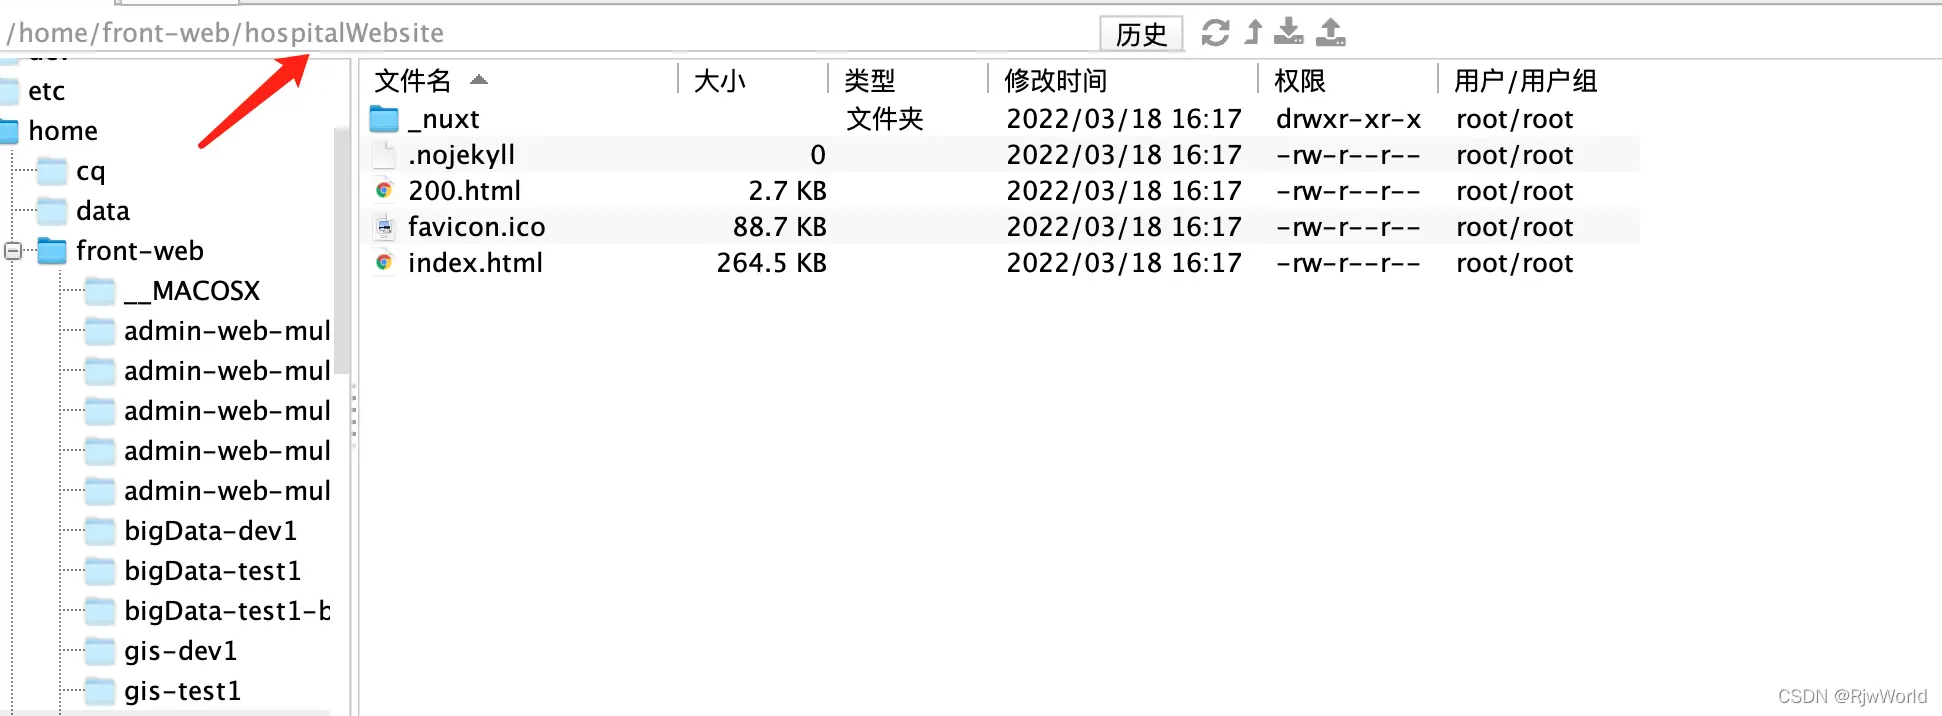 /home/front-web/hospitalWebsite
历史
etc
home
cq
data
front-web
__MACOSX
admin-web-mul
admin-web-mul
admin-web-mul
admin-web-mul
admin-web-mul
bigData-dev1
bigData-test1
bigData-test1-b
gis-dev1
gis-test1
文件名 大小 类型 修改时间 权限 用户/用户组
_nuxt 文件夹 2022/03/18 16:17 drwxr-xr-x root/root
.nojekyll 0 2022/03/18 16:17 -rw-r--r-- root/root
200.html 2.7 KB 2022/03/18 16:17 -rw-r--r-- root/root
favicon.ico 88.7 KB 2022/03/18 16:17 -rw-r--r-- root/root
index.html 264.5 KB 2022/03/18 16:17 -rw-r--r-- root/root
CSDN @RjwWorld